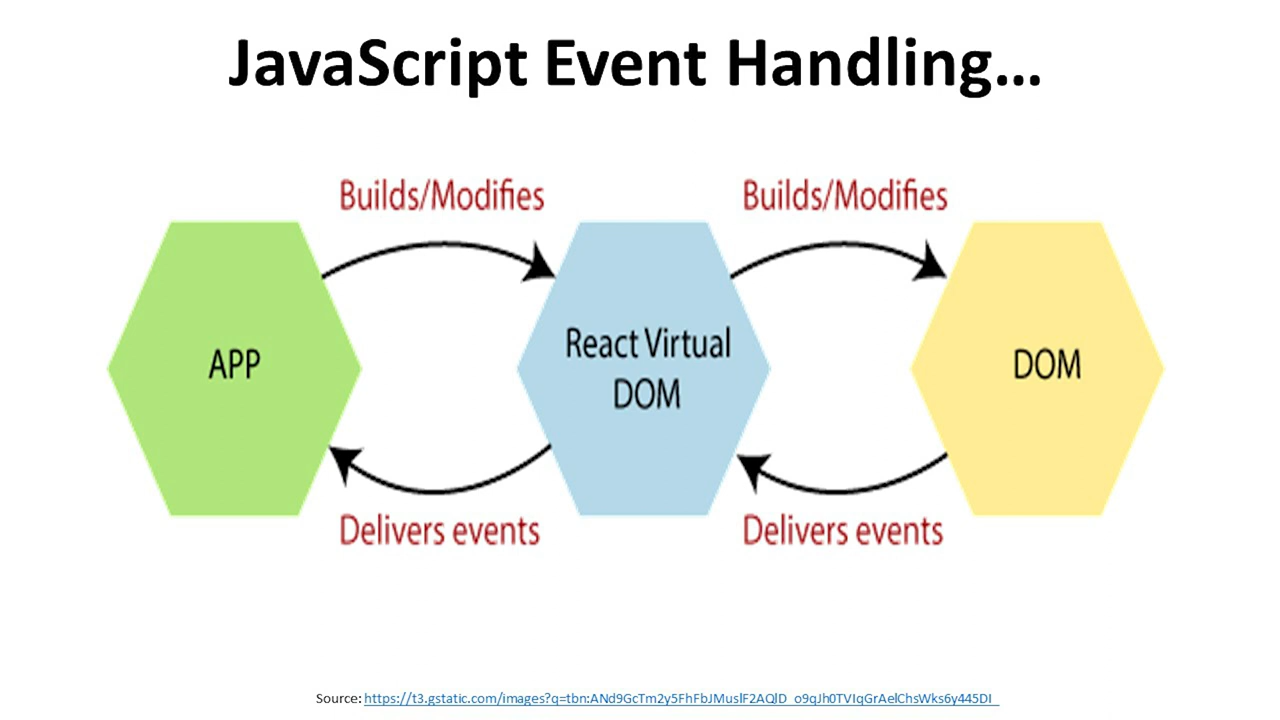 JavaScript Event Handling...
Builds/Modifies
Builds/Modifies
APP
React Virtual
DOM
DOM
Delivers events
Delivers events
Source: https://t3.gstatic.com/images?q=tbn:ANd9GcTm2y5FhFbJMuslF2AQlD_o9qJh0TVIqGrAelChsWks6y445DI_